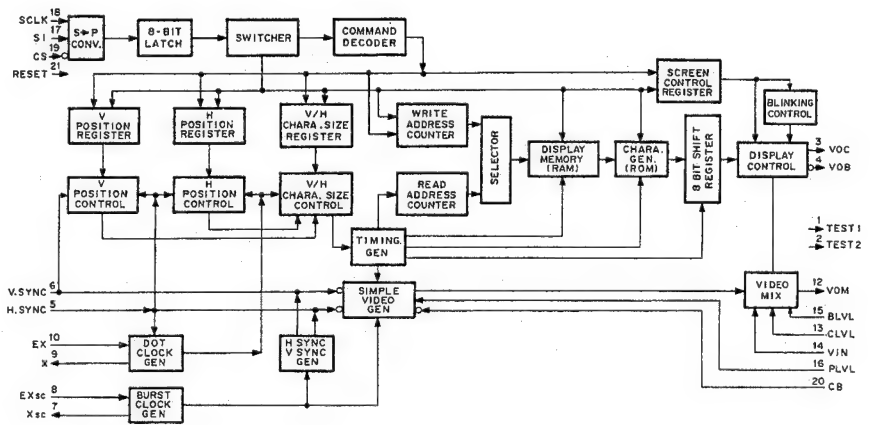 SCLK 18
SI 17
CS 19
RESET 21
S↔P
CONV.
8-BIT
LATCH
SWITCHER
COMMAND
DECODER
SCREEN
CONTROL
REGISTER
BLINKING
CONTROL
V
POSITION
REGISTER
H
POSITION
REGISTER
V/H
CHARA. SIZE
REGISTER
WRITE
ADDRESS
COUNTER
SELECTOR
DISPLAY
MEMORY
(RAM)
CHARA.
GEN.
(ROM)
8 BIT SHIFT
REGISTER
DISPLAY
CONTROL
3 VOC
4 VOB
V
POSITION
CONTROL
H
POSITION
CONTROL
V/H
CHARA. SIZE
CONTROL
READ
ADDRESS
COUNTER
TIMING.
GEN
1 TEST1
2 TEST2
V.SYNC 6
H.SYNC 5
SIMPLE
VIDEO
GEN
VIDEO
MIX
12 VOM
15 BLVL
13 CLVL
14 VIN
16 PLVL
20 CB
EX 10
X 9
DOT
CLOCK
GEN
H SYNC
V SYNC
GEN
EXsc 8
Xsc 7
BURST
CLOCK
GEN